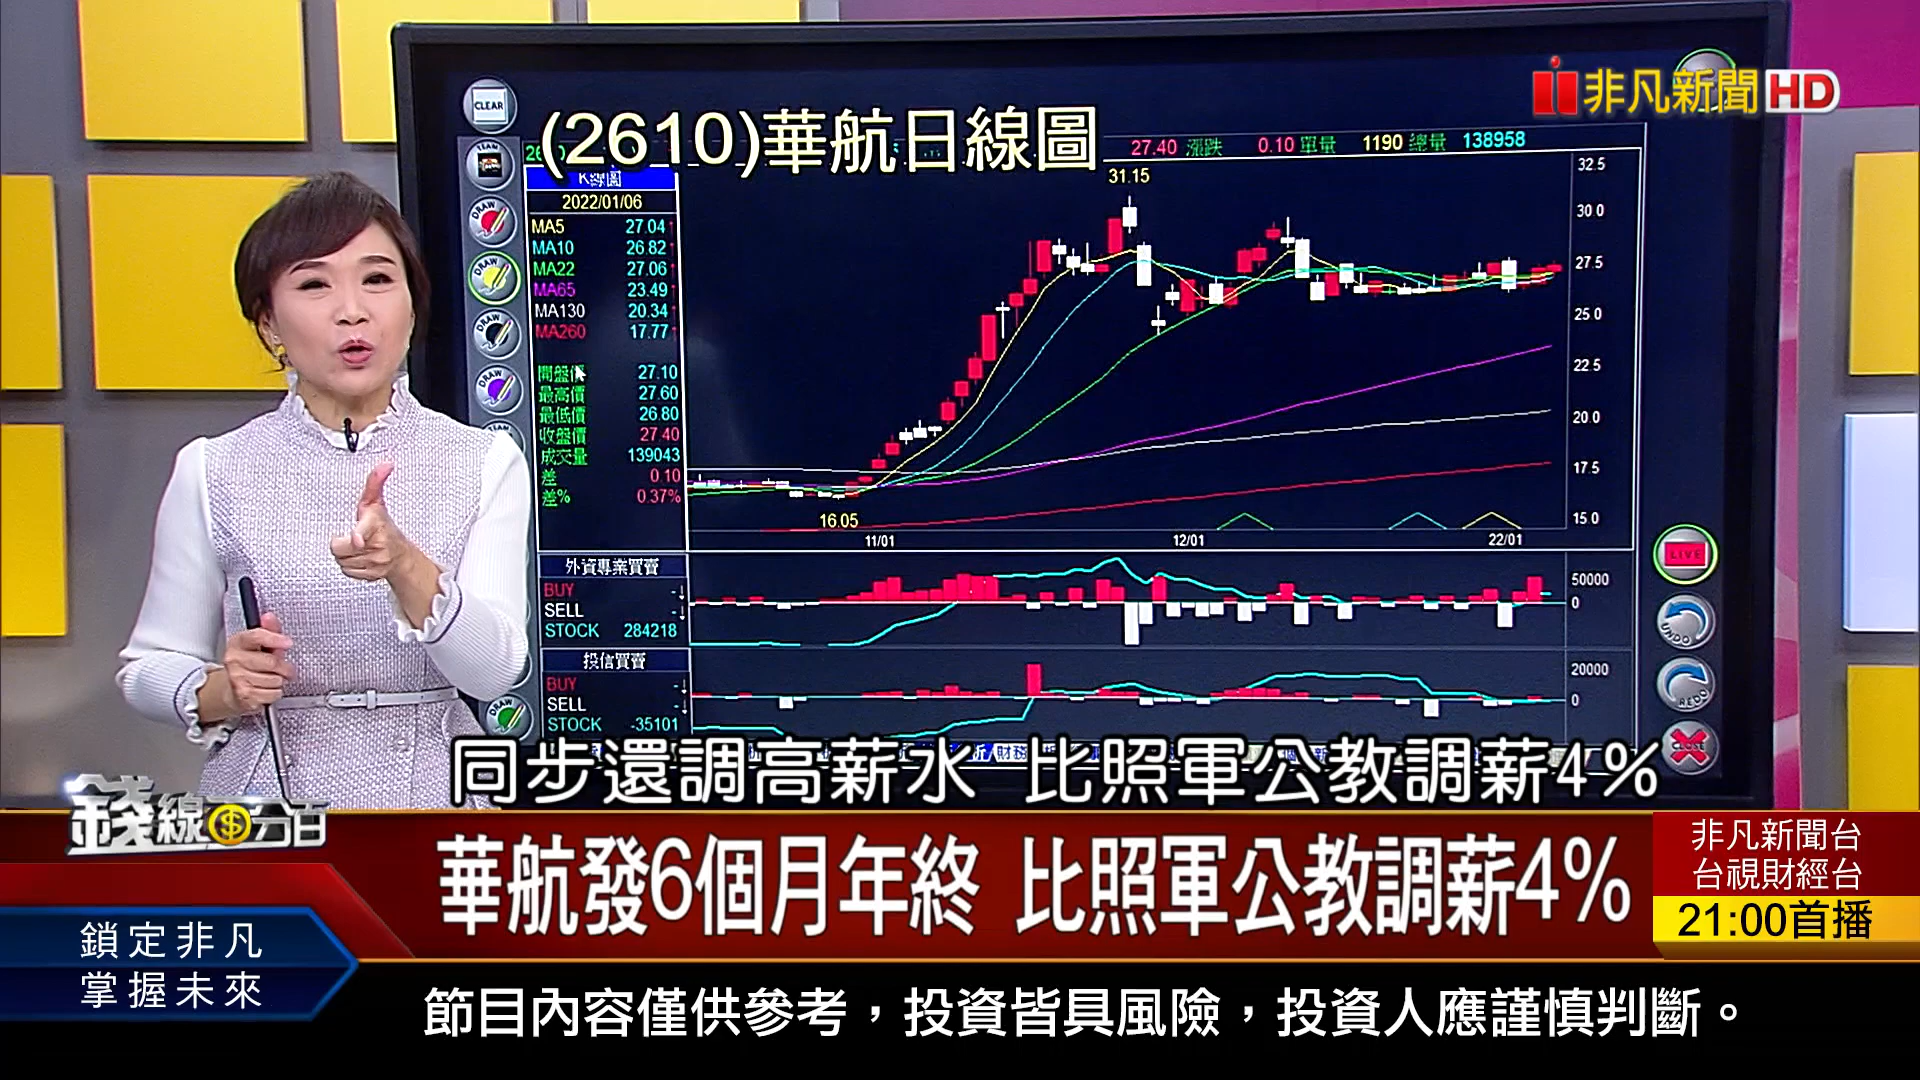 非凡新聞HD
CLEAR
(2610)華航日線圖
27.40 漲跌 0.10 單量 1190 總量 138958
TEAM
K線圖
2022/01/06
MA5 27.04
MA10 26.82
MA22 27.06
MA65 23.49
MA130 20.34
MA260 17.77
開盤價 27.10
最高價 27.60
最低價 26.80
收盤價 27.40
成交量 139043
差 0.10
差% 0.37%
DRAW
DRAW
DRAW
DRAW
TEAM
DRAW
31.15
16.05
32.5
30.0
27.5
25.0
22.5
20.0
17.5
15.0
11/01 12/01 22/01
外資專業買賣
BUY
SELL
STOCK 284218
50000
0
投信買賣
BUY
SELL
STOCK -35101
20000
0
LIVE
UNDO
REDO
CLOSE
同步還調高薪水 比照軍公教調薪4%
錢線百分百
華航發6個月年終 比照軍公教調薪4%
非凡新聞台
台視財經台
21:00首播
鎖定非凡
掌握未來
節目內容僅供參考，投資皆具風險，投資人應謹慎判斷。